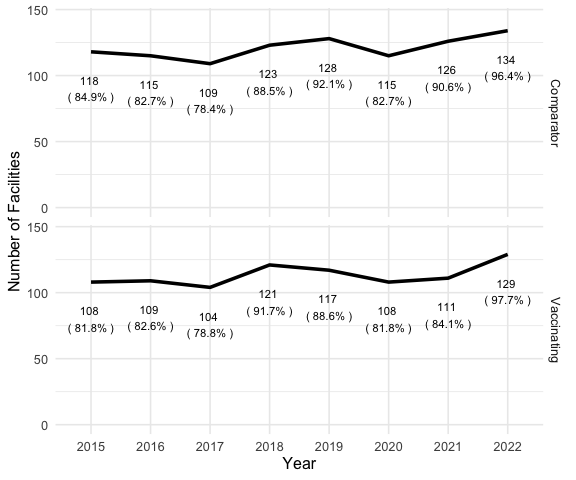 150
100
50
0
118
( 84.9% )
115
( 82.7% )
109
( 78.4% )
123
( 88.5% )
128
( 92.1% )
115
( 82.7% )
126
( 90.6% )
134
( 96.4% )
Comparator
Number of Facilities
150
100
50
0
108
( 81.8% )
109
( 82.6% )
104
( 78.8% )
121
( 91.7% )
117
( 88.6% )
108
( 81.8% )
111
( 84.1% )
129
( 97.7% )
Vaccinating
2015 2016 2017 2018 2019 2020 2021 2022
Year